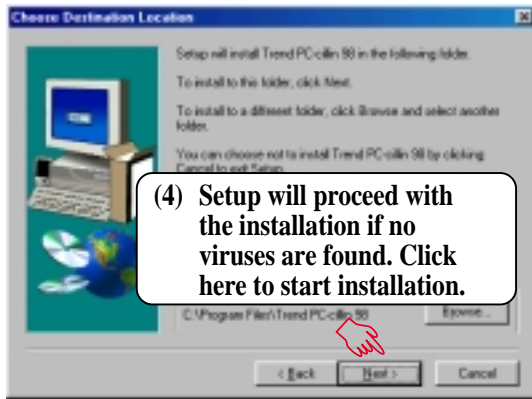 Choose Destination Location
Setup will install Trend PC-cillin 98 in the following folder.
To install to this folder, click Next.
To install to a different folder, click Browse and select another
folder.
You can choose not to install Trend PC-cillin 98 by clicking
Cancel to exit Setup.
(4) Setup will proceed with
the installation if no
viruses are found. Click
here to start installation.
C:\Program Files\Trend PC-cillin 98
Browse...
< Back
Next >
Cancel